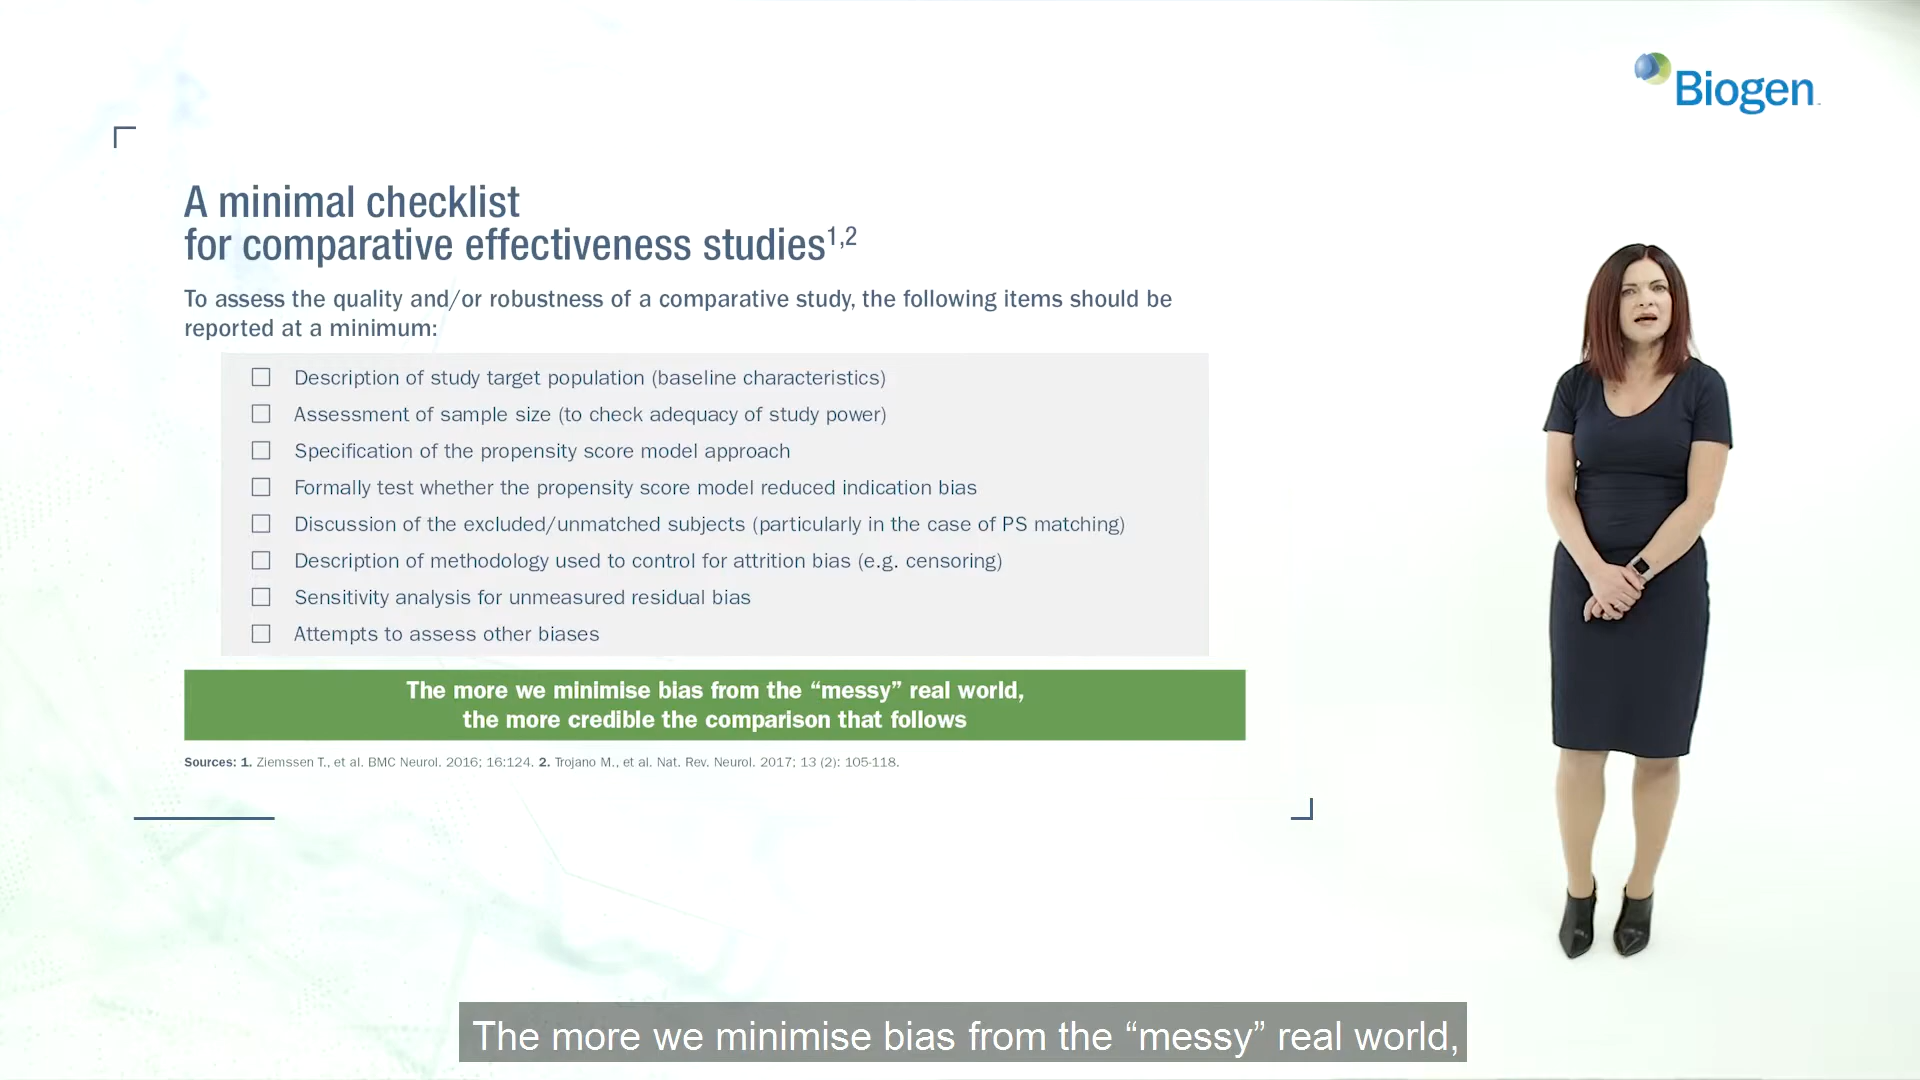 Biogen
A minimal checklist
for comparative effectiveness studies1,2
To assess the quality and/or robustness of a comparative study, the following items should be
reported at a minimum:
☐ Description of study target population (baseline characteristics)
☐ Assessment of sample size (to check adequacy of study power)
☐ Specification of the propensity score model approach
☐ Formally test whether the propensity score model reduced indication bias
☐ Discussion of the excluded/unmatched subjects (particularly in the case of PS matching)
☐ Description of methodology used to control for attrition bias (e.g. censoring)
☐ Sensitivity analysis for unmeasured residual bias
☐ Attempts to assess other biases
The more we minimise bias from the “messy” real world,
the more credible the comparison that follows
Sources: 1. Ziemssen T., et al. BMC Neurol. 2016; 16:124. 2. Trojano M., et al. Nat. Rev. Neurol. 2017; 13 (2): 105-118.
The more we minimise bias from the “messy” real world,